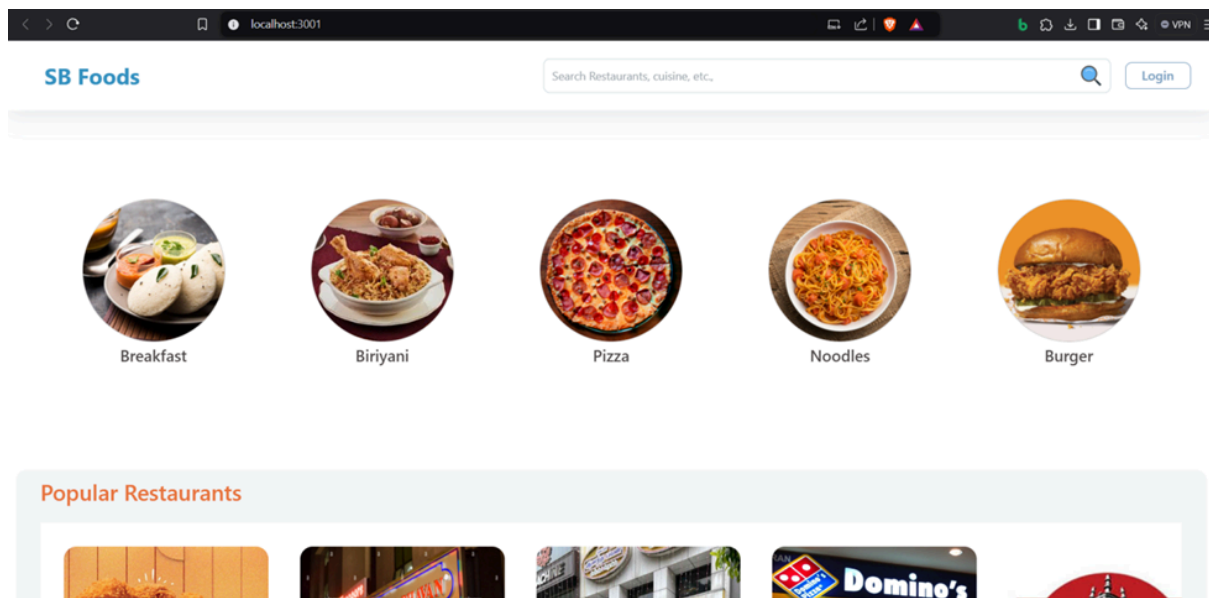 localhost:3001
VPN
SB Foods
Search Restaurants, cuisine, etc.,
Login
Breakfast
Biriyani
Pizza
Noodles
Burger
Popular Restaurants
Domino's